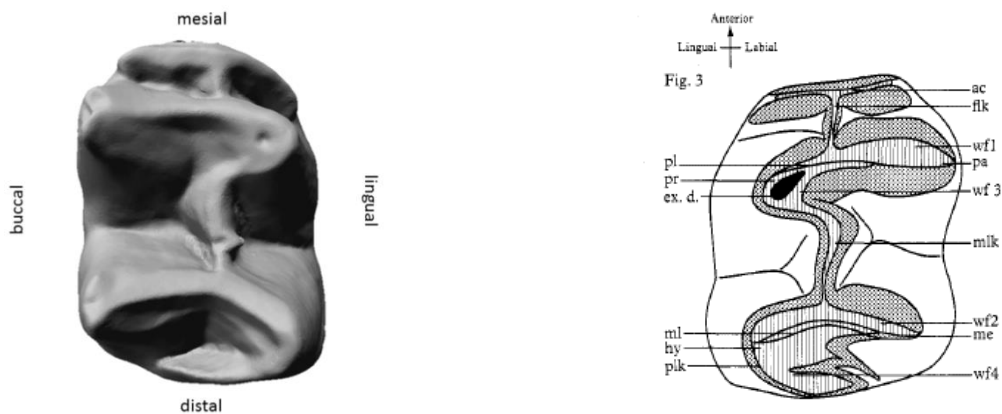 mesial
buccal
lingual
distal
Anterior
Lingual Labial
Fig. 3
ac
flk
wf1
pl
pa
pr
ex. d.
wf 3
mlk
wf2
ml
me
hy
plk
wf4